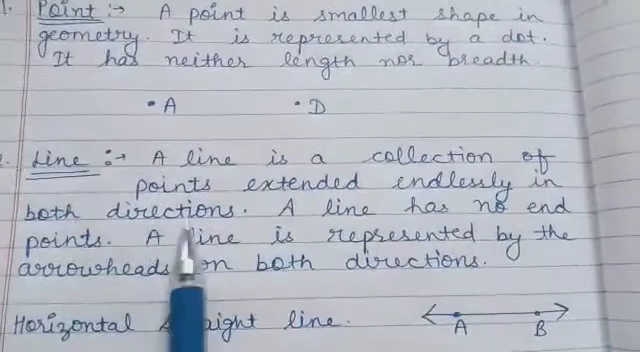 1. Point :→ A point is smallest shape in
geometry. It is represented by a dot.
It has neither length nor breadth.
• A • D
2. Line :→ A line is a collection of
points extended endlessly in
both directions. A line has no end
points. A line is represented by the
arrowheads on both directions.
Horizontal line.
A B